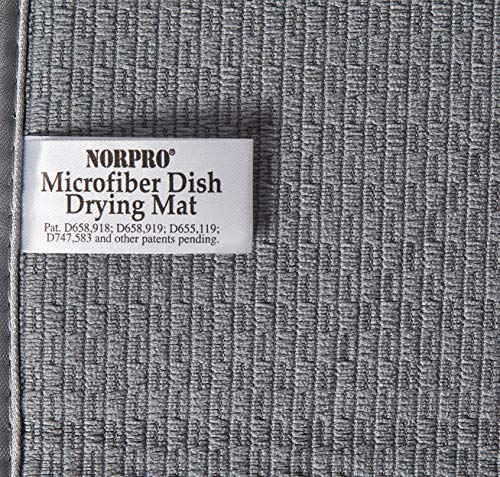 NORPRO®
Microfiber Dish
Drying Mat
Pat. D658,918; D658,919; D655,119;
D747,583 and other patents pending.